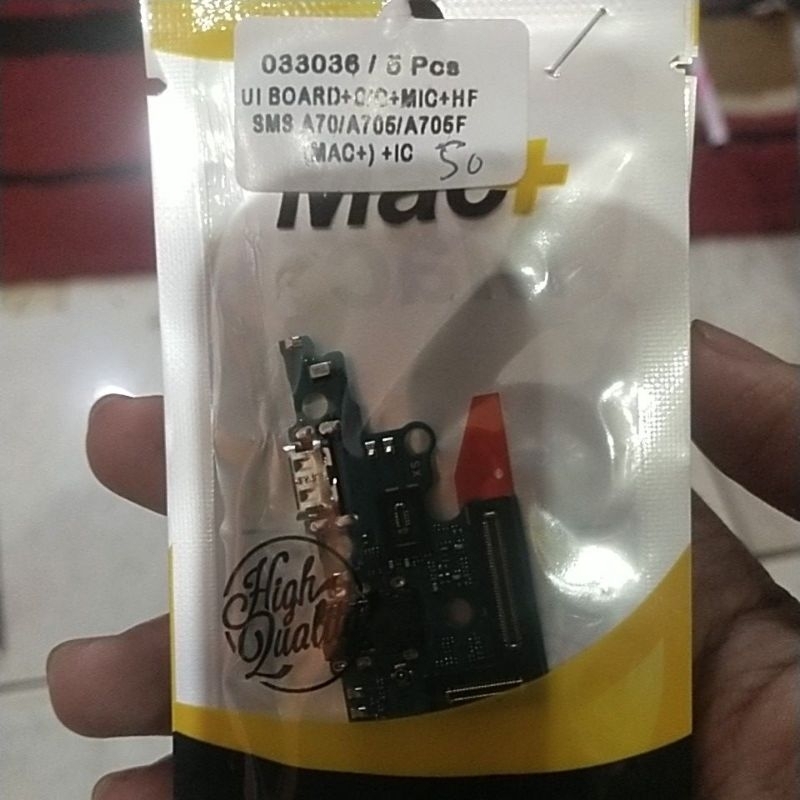 033036 / 5 Pcs
UI BOARD+C/C+MIC+HF
SMS A70/A705/A705F
(MAC+) +IC 50
Mac+
High
Quality